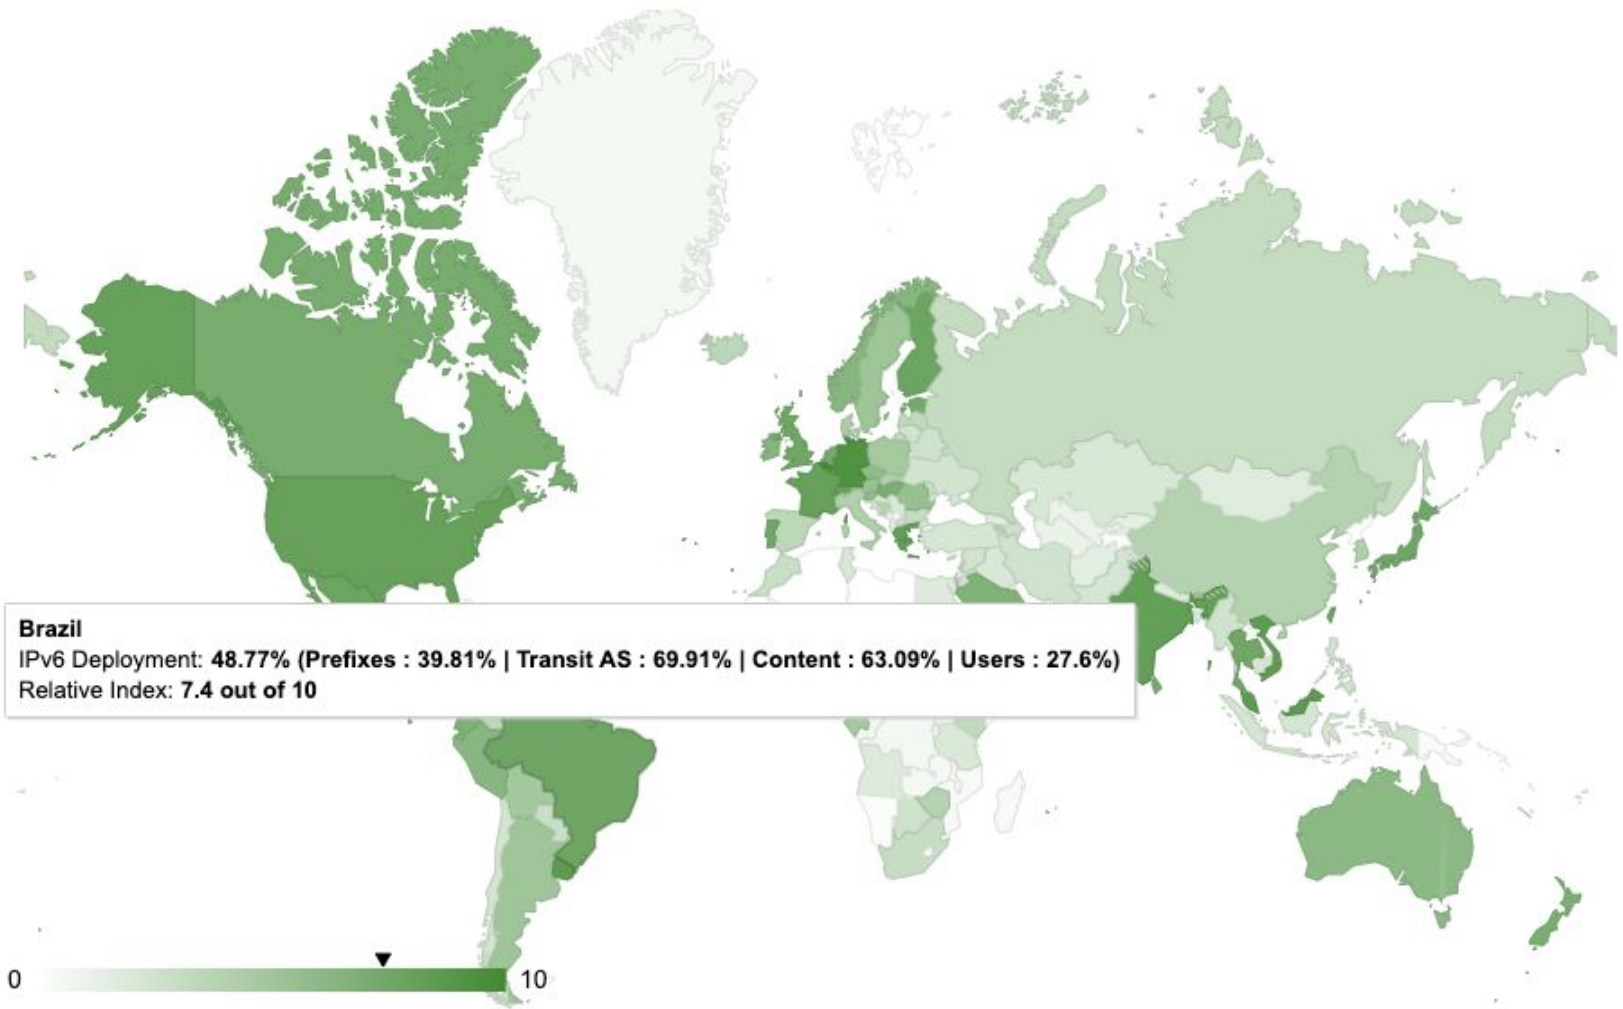 Brazil
IPv6 Deployment: 48.77% (Prefixes : 39.81% | Transit AS : 69.91% | Content : 63.09% | Users : 27.6%)
Relative Index: 7.4 out of 10
0 10